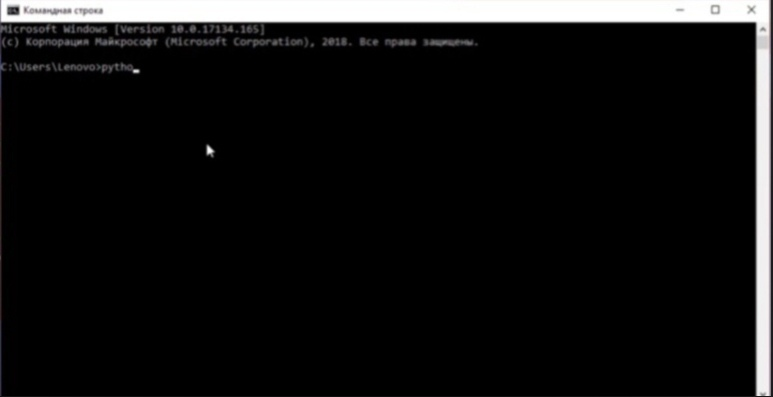 Командная строка
Microsoft Windows [Version 10.0.17134.165]
(c) Корпорация Майкрософт (Microsoft Corporation), 2018. Все права защищены.
C:\Users\Lenovo>pytho